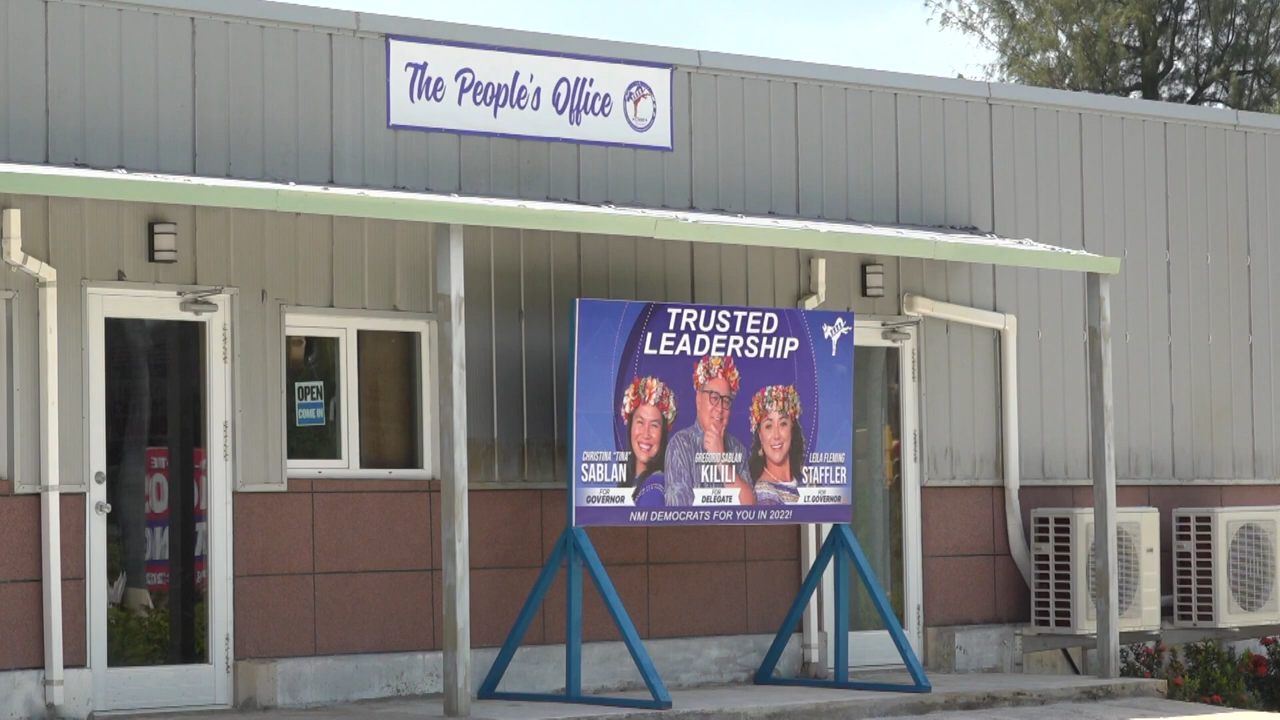 The People's Office
TRUSTED
LEADERSHIP
OPEN
COME IN
CHRISTINA "TINA"
SABLAN
FOR
GOVERNOR
GREGORIO SABLAN
KILILI
FOR
DELEGATE
LEILA FLEMING
STAFFLER
FOR
LT. GOVERNOR
NMI DEMOCRATS FOR YOU IN 2022!